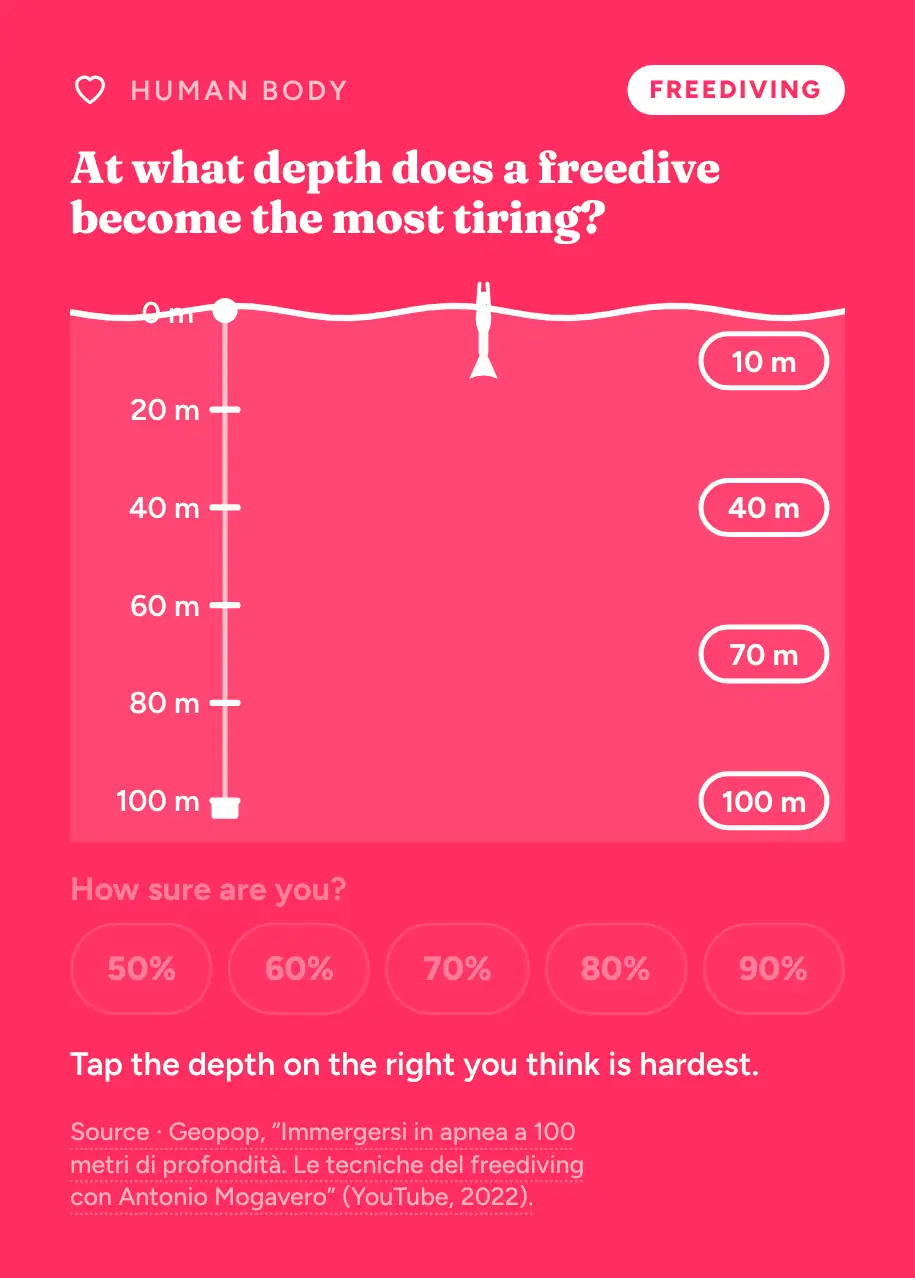 HUMAN BODY
FREEDIVING
At what depth does a freedive
become the most tiring?
0 m
10 m
20 m
40 m
40 m
60 m
70 m
80 m
100 m
100 m
How sure are you?
50%
60%
70%
80%
90%
Tap the depth on the right you think is hardest.
Source · Geopop, “Immergersi in apnea a 100
metri di profondità. Le tecniche del freediving
con Antonio Mogavero” (YouTube, 2022).